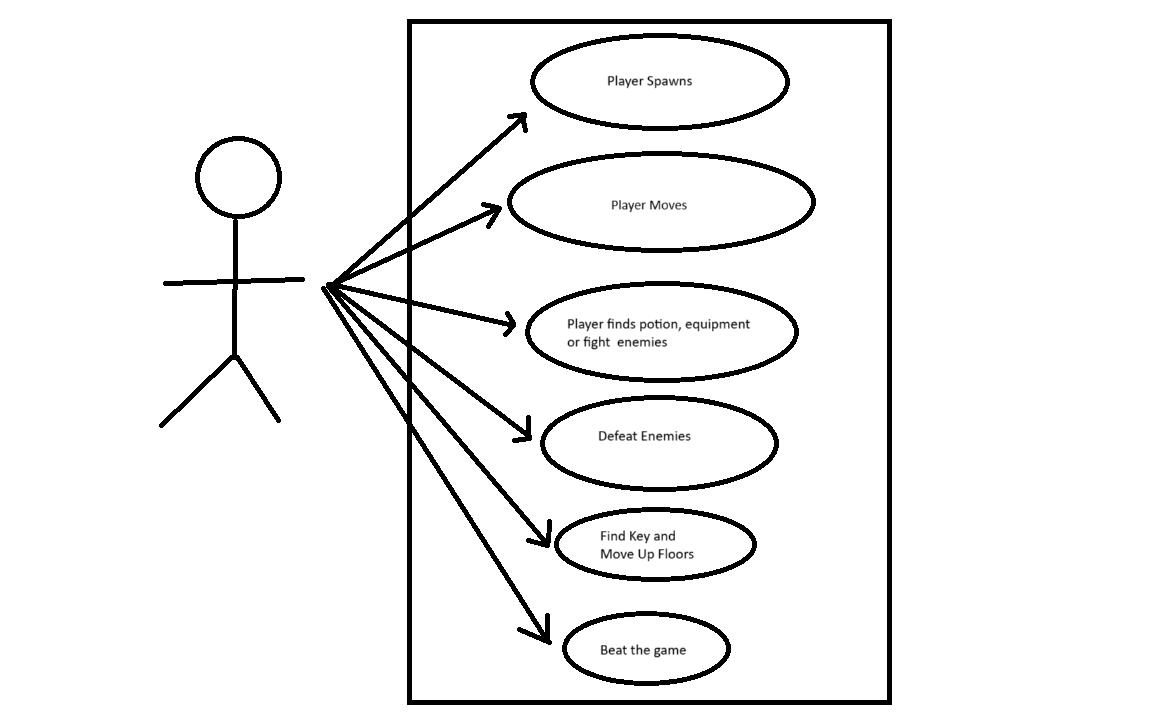 Player Spawns
Player Moves
Player finds potion, equipment
or fight  enemies
Defeat Enemies
Find Key and
Move Up Floors
Beat the game